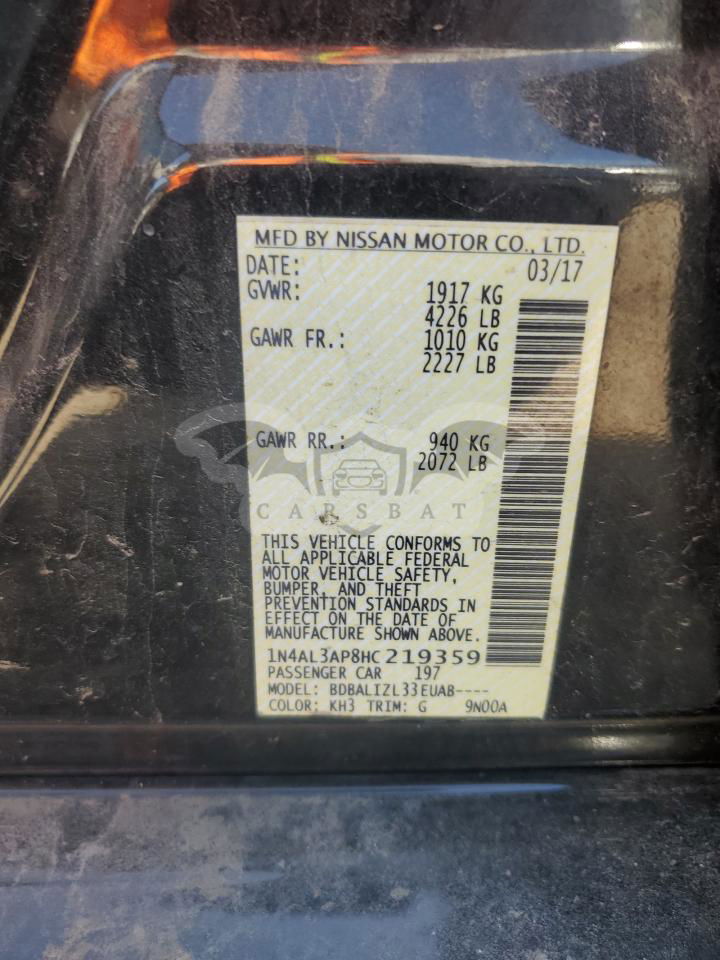 MFD BY NISSAN MOTOR CO., LTD.
DATE: 03/17
GVWR: 1917 KG
4226 LB
GAWR FR.: 1010 KG
2227 LB
GAWR RR.: 940 KG
2072 LB
CARSBAT
THIS VEHICLE CONFORMS TO
ALL APPLICABLE FEDERAL
MOTOR VEHICLE SAFETY,
BUMPER, AND THEFT
PREVENTION STANDARDS IN
EFFECT ON THE DATE OF
MANUFACTURE SHOWN ABOVE.
1N4AL3AP8HC219359
PASSENGER CAR 197
MODEL: BDBALIZL33EUAB----
COLOR: KH3 TRIM: G 9N00A